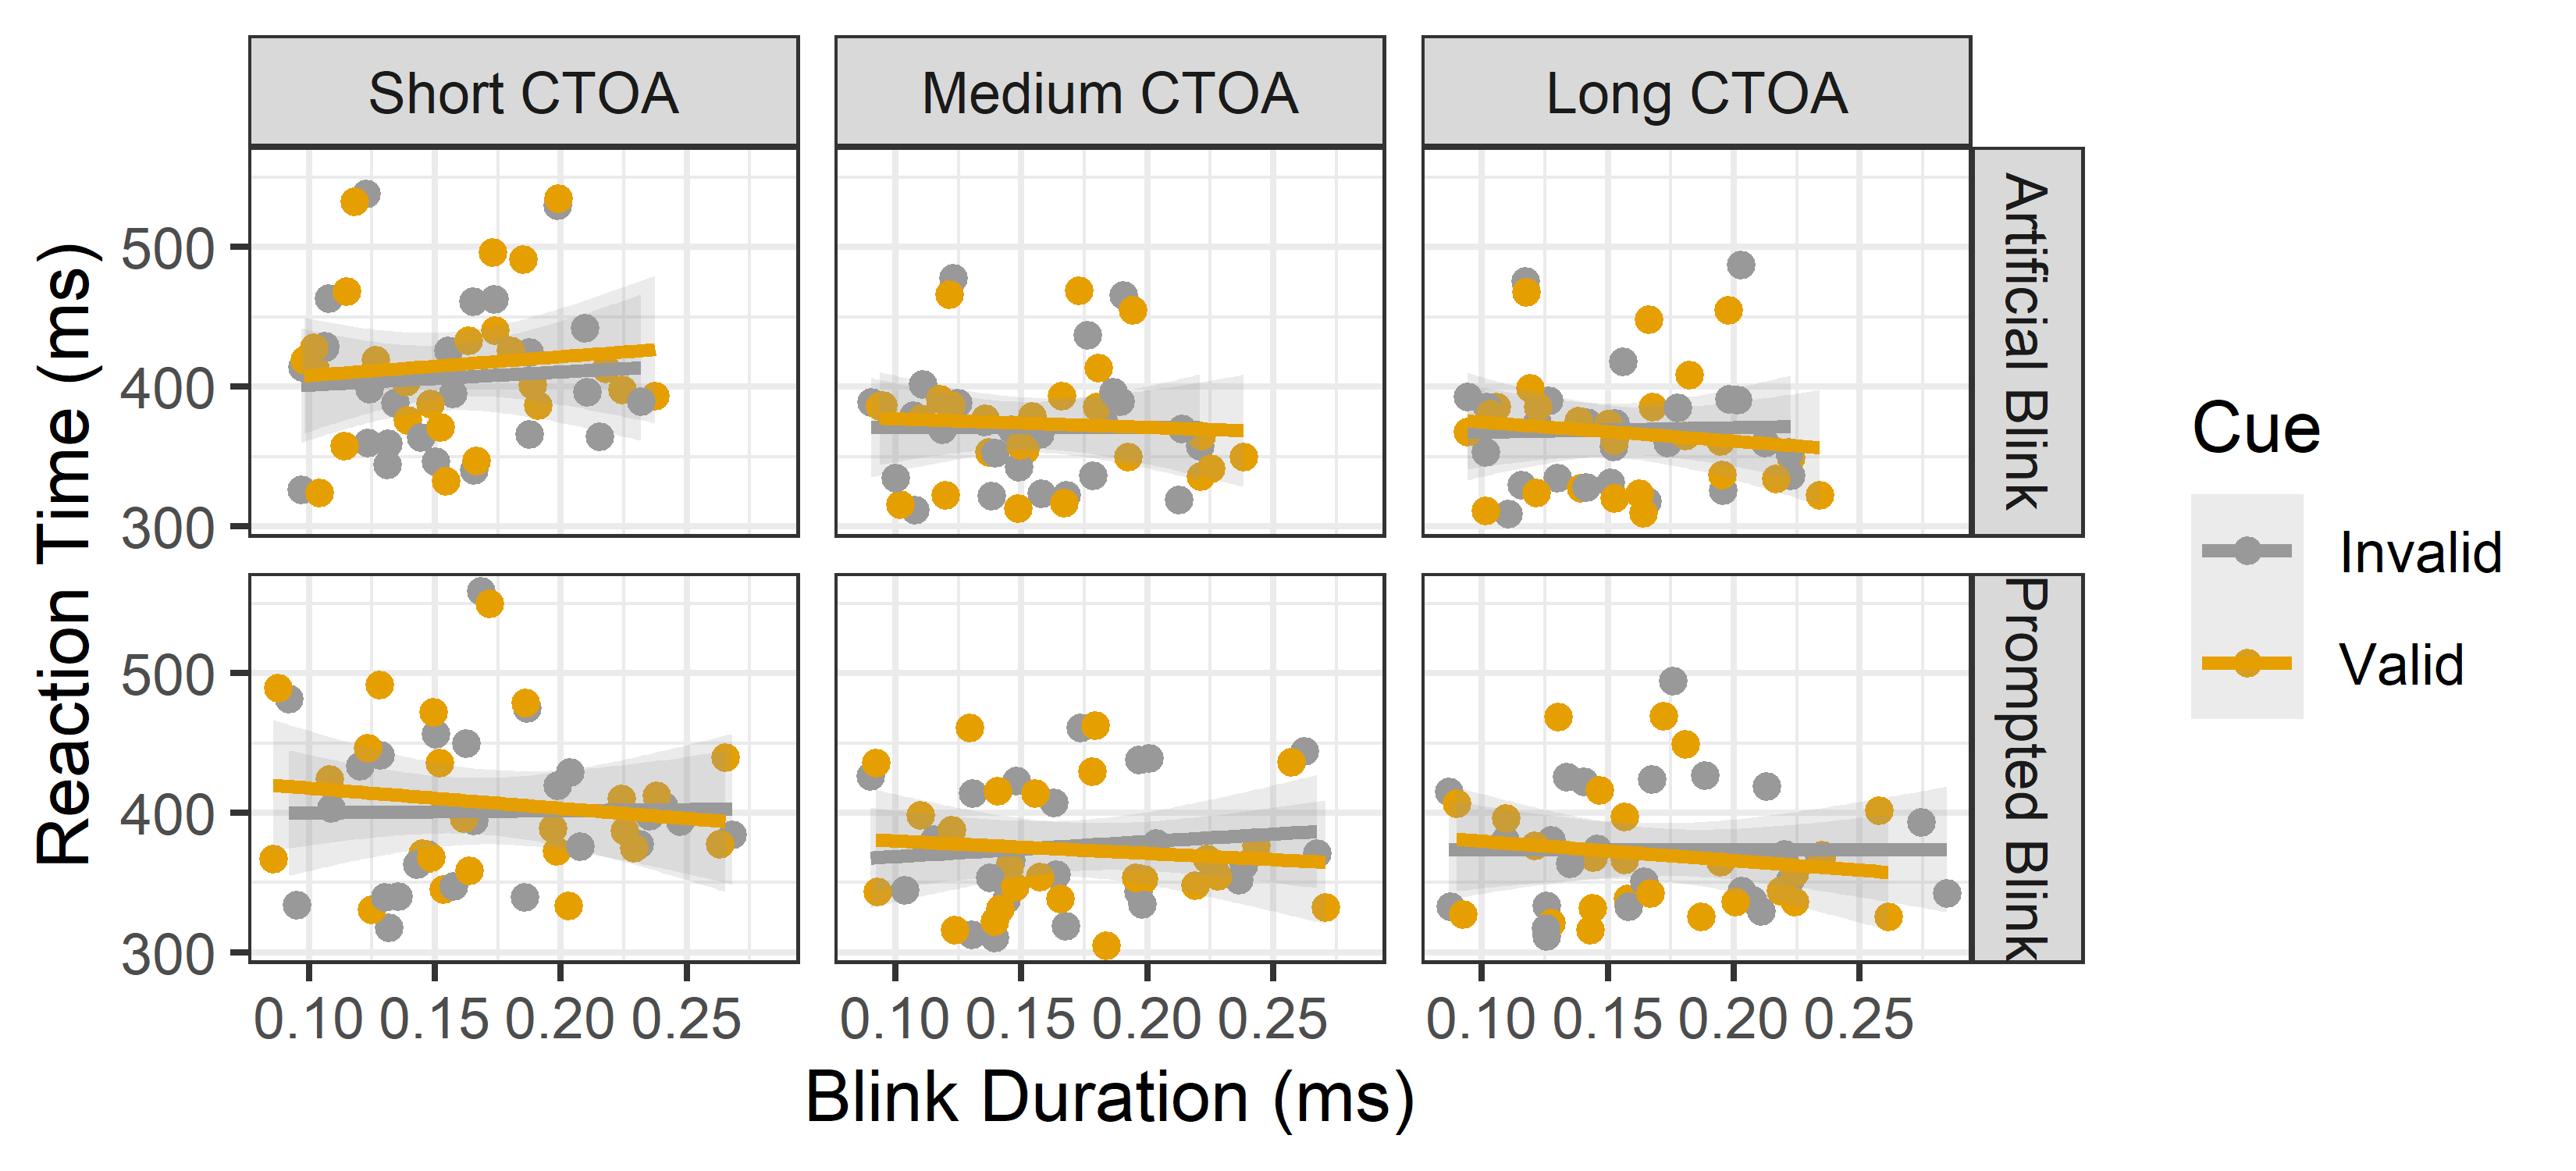 Short CTOA
Medium CTOA
Long CTOA
Artificial Blink
Prompted Blink
Reaction Time (ms)
500
400
300
500
400
300
0.10 0.15 0.20 0.25
0.10 0.15 0.20 0.25
0.10 0.15 0.20 0.25
Blink Duration (ms)
Cue
Invalid
Valid